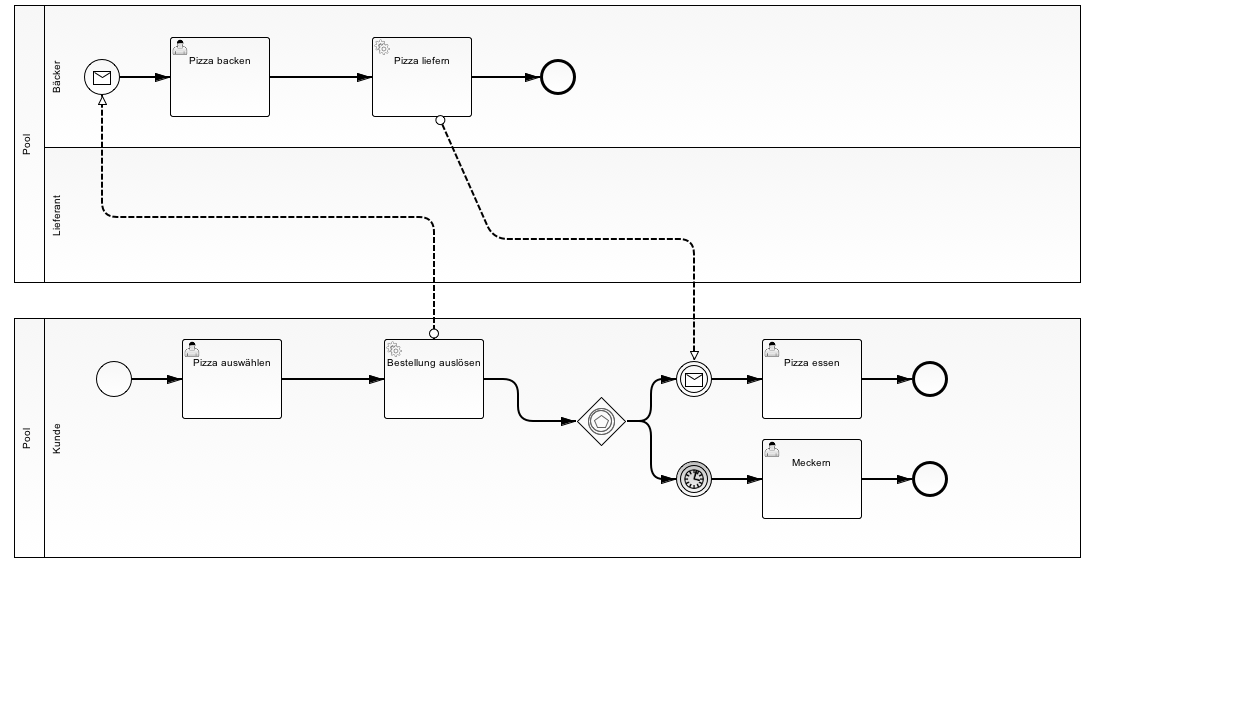 Pool
Bäcker
Pizza backen
Pizza liefern
Lieferant
Pool
Kunde
Pizza auswählen
Bestellung auslösen
Pizza essen
Meckern